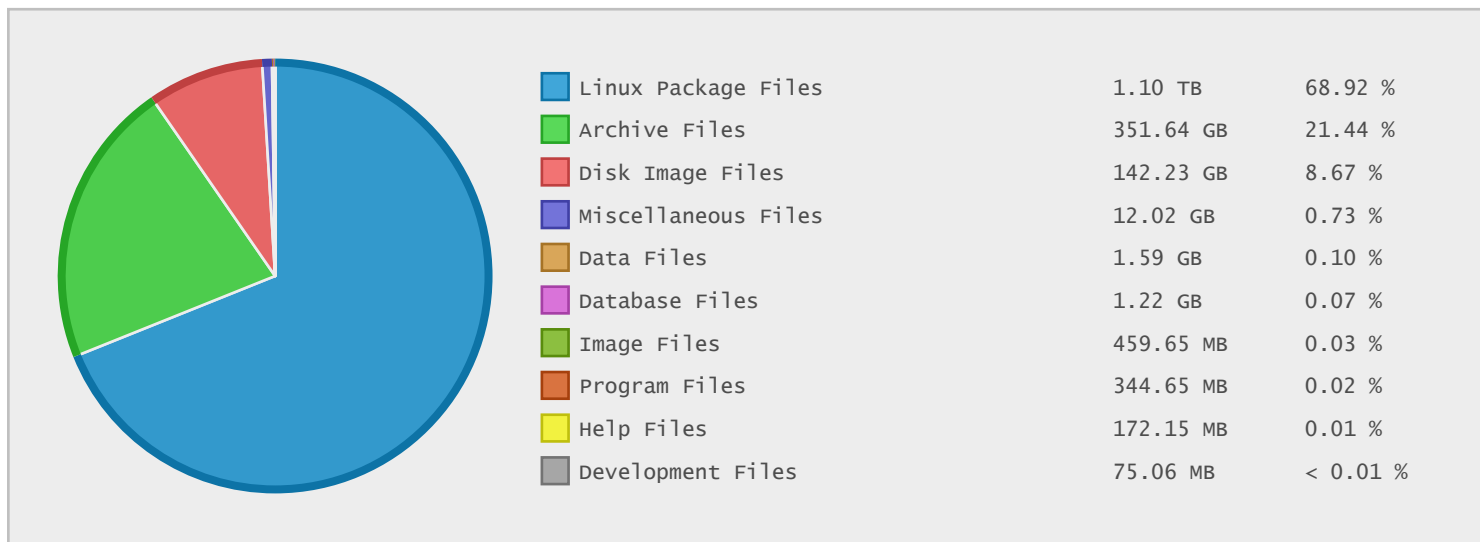 Linux Package Files 1.10 TB 68.92 %
Archive Files 351.64 GB 21.44 %
Disk Image Files 142.23 GB 8.67 %
Miscellaneous Files 12.02 GB 0.73 %
Data Files 1.59 GB 0.10 %
Database Files 1.22 GB 0.07 %
Image Files 459.65 MB 0.03 %
Program Files 344.65 MB 0.02 %
Help Files 172.15 MB 0.01 %
Development Files 75.06 MB < 0.01 %